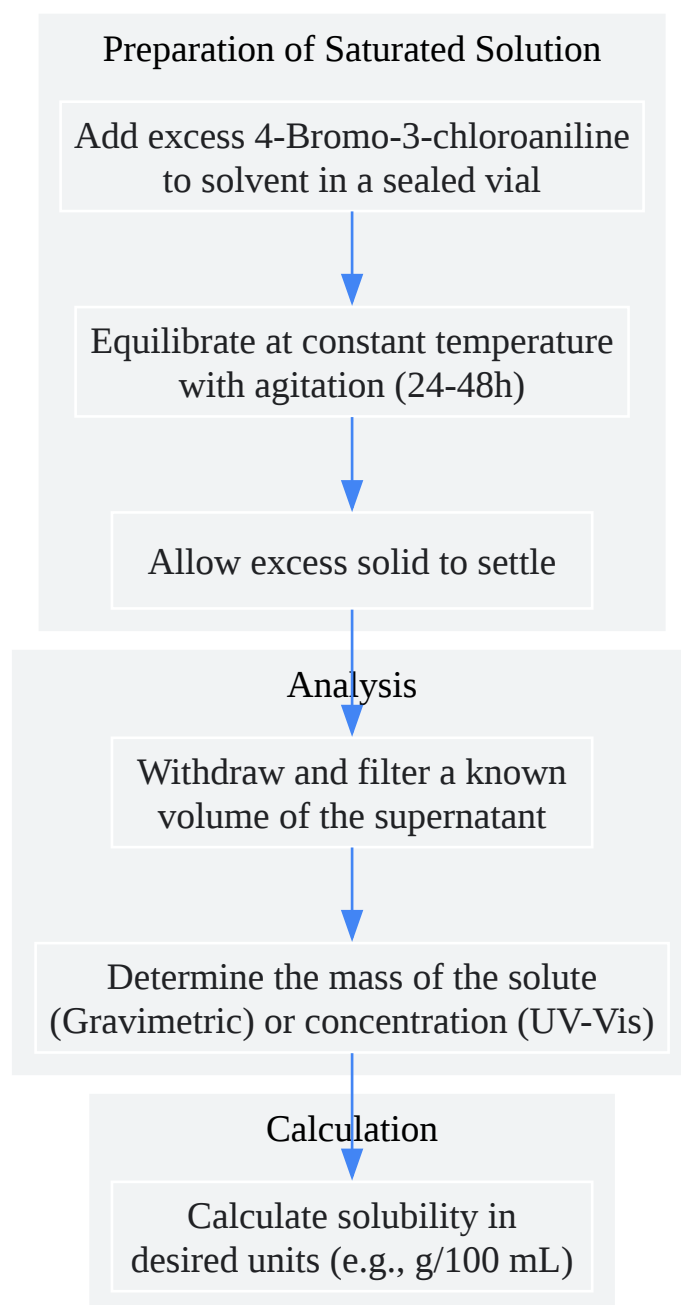 Preparation of Saturated Solution
Add excess 4-Bromo-3-chloroaniline
to solvent in a sealed vial
Equilibrate at constant temperature
with agitation (24-48h)
Allow excess solid to settle
Analysis
Withdraw and filter a known
volume of the supernatant
Determine the mass of the solute
(Gravimetric) or concentration (UV-Vis)
Calculation
Calculate solubility in
desired units (e.g., g/100 mL)